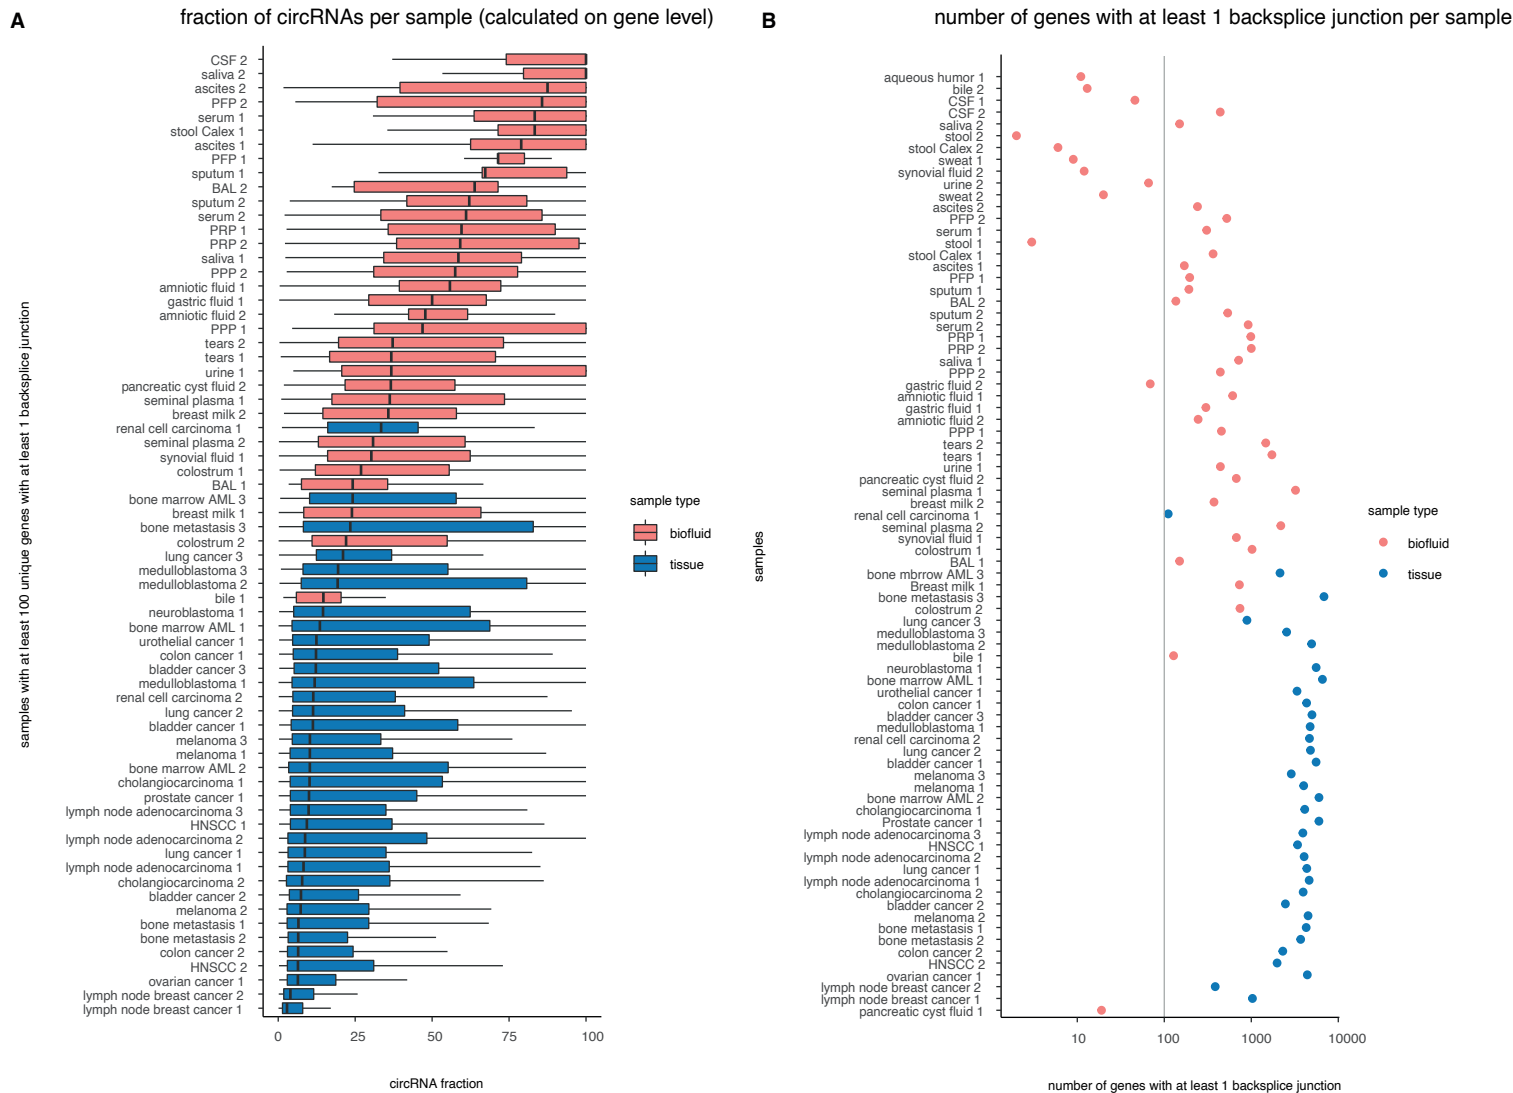 A
fraction of circRNAs per sample (calculated on gene level)
samples with at least 100 unique genes with at least 1 backsplice junction
CSF 2
saliva 2
ascites 2
PFP 2
serum 1
stool Calex 1
ascites 1
PFP 1
sputum 1
BAL 2
sputum 2
serum 2
PRP 1
PRP 2
saliva 1
PPP 2
amniotic fluid 1
gastric fluid 1
amniotic fluid 2
PPP 1
tears 2
tears 1
urine 1
pancreatic cyst fluid 2
seminal plasma 1
breast milk 2
renal cell carcinoma 1
seminal plasma 2
synovial fluid 1
colostrum 1
BAL 1
bone marrow AML 3
breast milk 1
bone metastasis 3
colostrum 2
lung cancer 3
medulloblastoma 3
medulloblastoma 2
bile 1
neuroblastoma 1
bone marrow AML 1
urothelial cancer 1
colon cancer 1
bladder cancer 3
medulloblastoma 1
renal cell carcinoma 2
lung cancer 2
bladder cancer 1
melanoma 3
melanoma 1
bone marrow AML 2
cholangiocarcinoma 1
prostate cancer 1
lymph node adenocarcinoma 3
HNSCC 1
lymph node adenocarcinoma 2
lung cancer 1
lymph node adenocarcinoma 1
cholangiocarcinoma 2
bladder cancer 2
melanoma 2
bone metastasis 1
bone metastasis 2
colon cancer 2
HNSCC 2
ovarian cancer 1
lymph node breast cancer 2
lymph node breast cancer 1
0 25 50 75 100
circRNA fraction
sample type
biofluid
tissue
B
number of genes with at least 1 backsplice junction per sample
samples
aqueous humor 1
bile 2
CSF 1
CSF 2
saliva 2
stool 2
stool Calex 2
sweat 1
synovial fluid 2
urine 2
sweat 2
ascites 2
PFP 2
serum 1
stool 1
stool Calex 1
ascites 1
PFP 1
sputum 1
BAL 2
sputum 2
serum 2
PRP 1
PRP 2
saliva 1
PPP 2
gastric fluid 2
amniotic fluid 1
gastric fluid 1
amniotic fluid 2
PPP 1
tears 2
tears 1
urine 1
pancreatic cyst fluid 2
seminal plasma 1
breast milk 2
renal cell carcinoma 1
seminal plasma 2
synovial fluid 1
colostrum 1
BAL 1
bone mbrrow AML 3
Breast milk 1
bone metastasis 3
colostrum 2
lung cancer 3
medulloblastoma 3
medulloblastoma 2
bile 1
neuroblastoma 1
bone marrow AML 1
urothelial cancer 1
colon cancer 1
bladder cancer 3
medulloblastoma 1
renal cell carcinoma 2
lung cancer 2
bladder cancer 1
melanoma 3
melanoma 1
bone marrow AML 2
cholangiocarcinoma 1
Prostate cancer 1
lymph node adenocarcinoma 3
HNSCC 1
lymph node adenocarcinoma 2
lung cancer 1
lymph node adenocarcinoma 1
cholangiocarcinoma 2
bladder cancer 2
melanoma 2
bone metastasis 1
bone metastasis 2
colon cancer 2
HNSCC 2
ovarian cancer 1
lymph node breast cancer 2
lymph node breast cancer 1
pancreatic cyst fluid 1
10 100 1000 10000
number of genes with at least 1 backsplice junction
sample type
biofluid
tissue